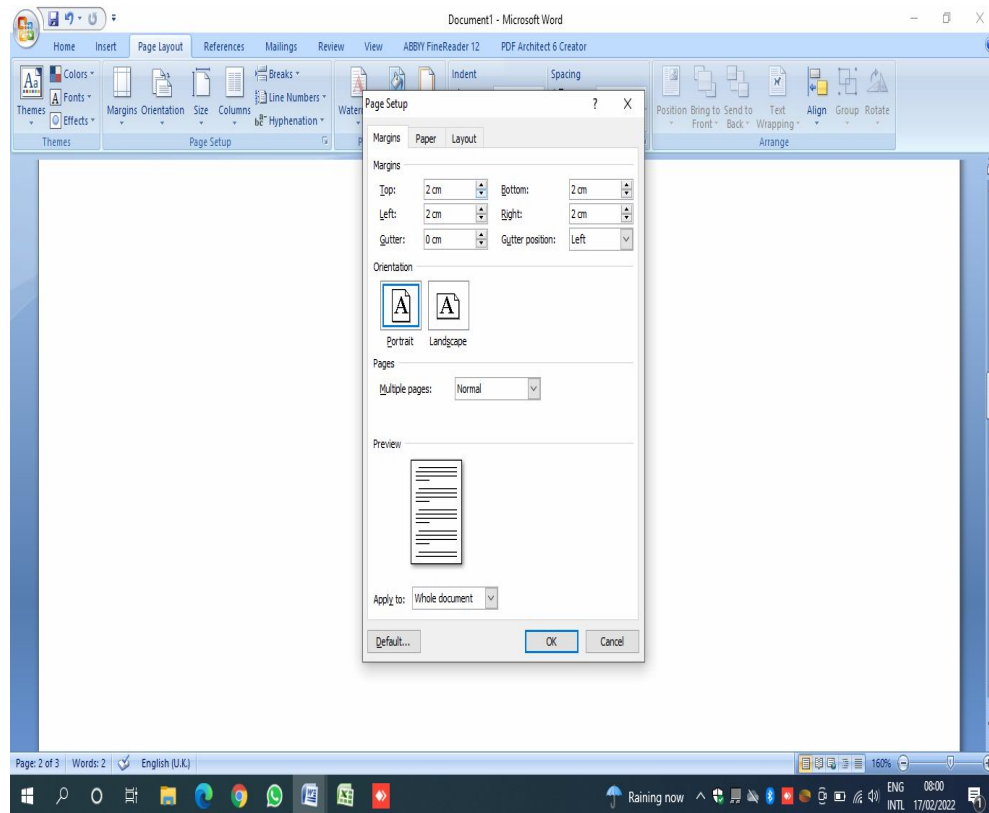 Document1 - Microsoft Word
Home Insert Page Layout References Mailings Review View ABBYY FineReader 12 PDF Architect 6 Creator
Colors Breaks Indent Spacing
Aa
A Fonts Line Numbers
Themes Margins Orientation Size Columns Position Bring to Send to Text Align Group Rotate
Effects Hyphenation Front Back Wrapping
Themes Page Setup Arrange
Page Setup ? X
Margins Paper Layout
Margins
Top: 2 cm Bottom: 2 cm
Left: 2 cm Right: 2 cm
Gutter: 0 cm Gutter position: Left
Orientation
A A
Portrait Landscape
Pages
Multiple pages: Normal
Preview
Apply to: Whole document
Default... OK Cancel
Page: 2 of 3 Words: 2 English (U.K.) 160%
Raining now ENG 08:00
INTL 17/02/2022